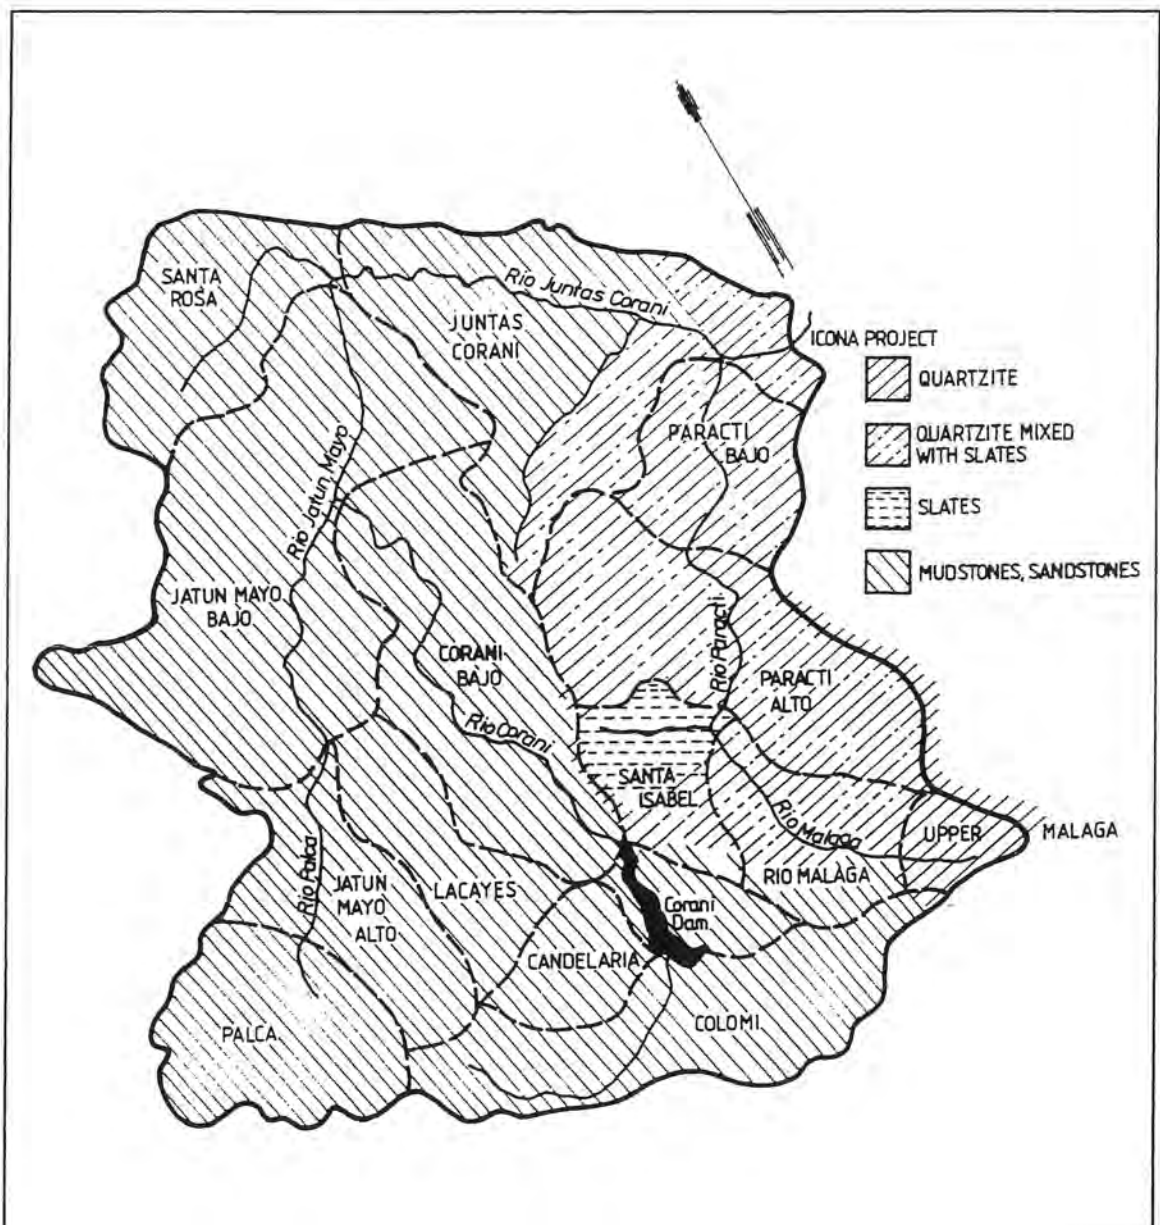 SANTA
ROSA
Rio Juntas Corani
JUNTAS
CORANI
ICONA PROJECT
QUARTZITE
PARACTI
BAJO
QUARTZITE MIXED
WITH SLATES
Rio Jatun Mayo
SLATES
MUDSTONES, SANDSTONES
JATUN MAYO
BAJO
CORANI
BAJO
Rio Paracti
PARACTI
ALTO
Rio Corani
SANTA
ISABEL
Rio Malaga
UPPER
MALAGA
Rio Palca
JATUN
MAYO
ALTO
LACAYES
RIO MALAGA
Corani
Dam
CANDELARIA
COLOMI
PALCA